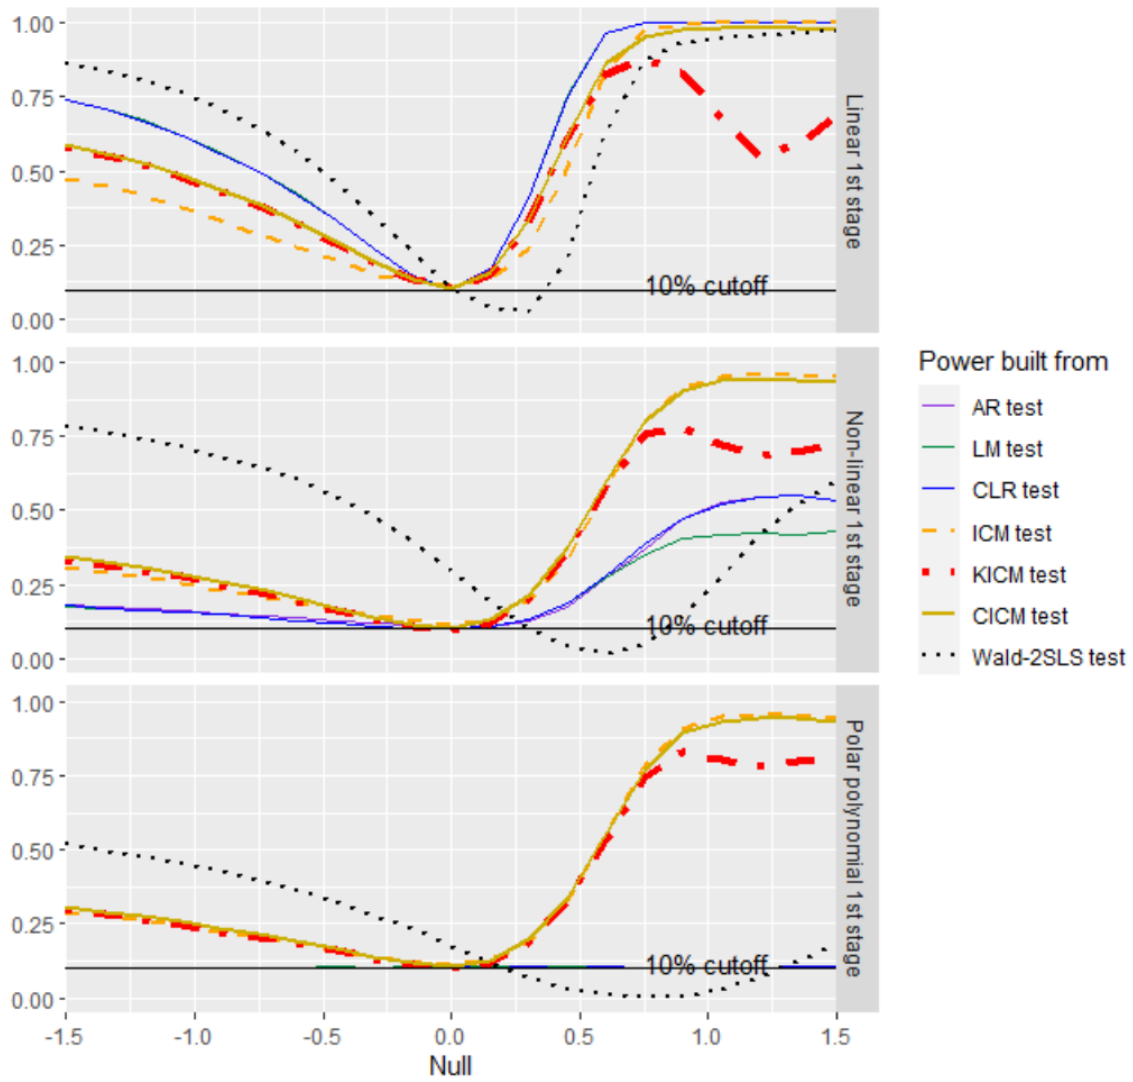 1.00
0.75
0.50
0.25
0.00
10% cutoff
Linear 1st stage
1.00
0.75
0.50
0.25
0.00
10% cutoff
Non-linear 1st stage
1.00
0.75
0.50
0.25
0.00
10% cutoff
Polar polynomial 1st stage
-1.5 -1.0 -0.5 0.0 0.5 1.0 1.5
Null
Power built from
AR test
LM test
CLR test
ICM test
KICM test
CICM test
Wald-2SLS test